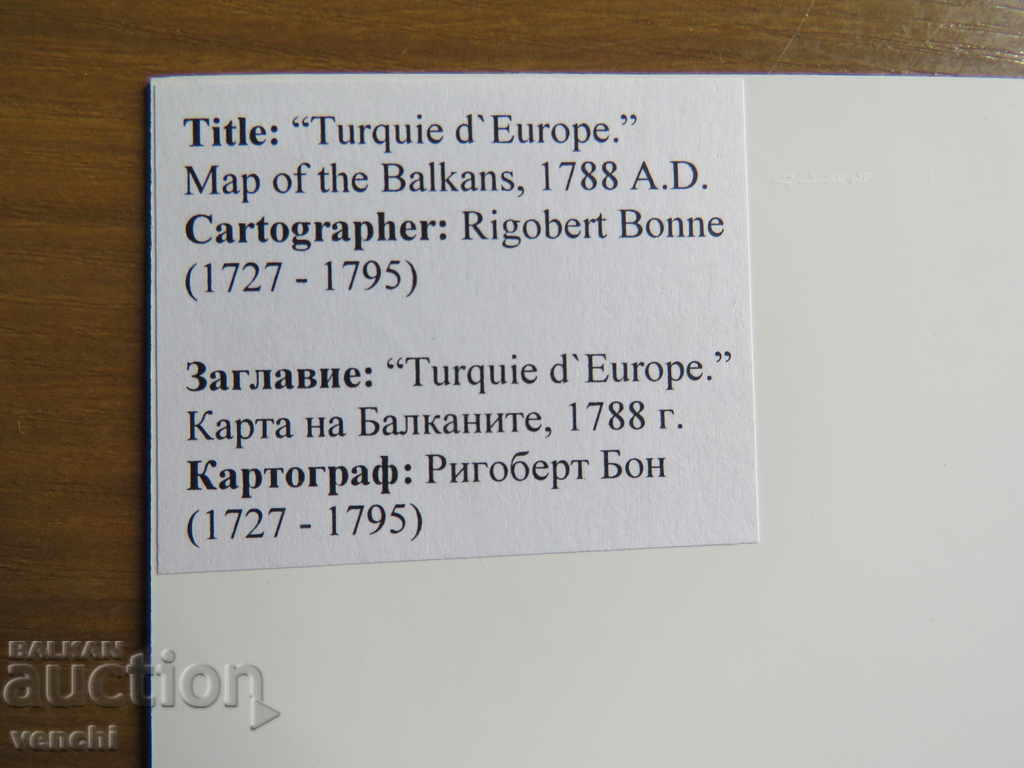 Title: “Turquie d`Europe.”
Map of the Balkans, 1788 A.D.
Cartographer: Rigobert Bonne
(1727 - 1795)
Заглавие: “Turquie d`Europe.”
Карта на Балканите, 1788 г.
Картограф: Ригоберт Бон
(1727 - 1795)
BALKAN
auction
venchi